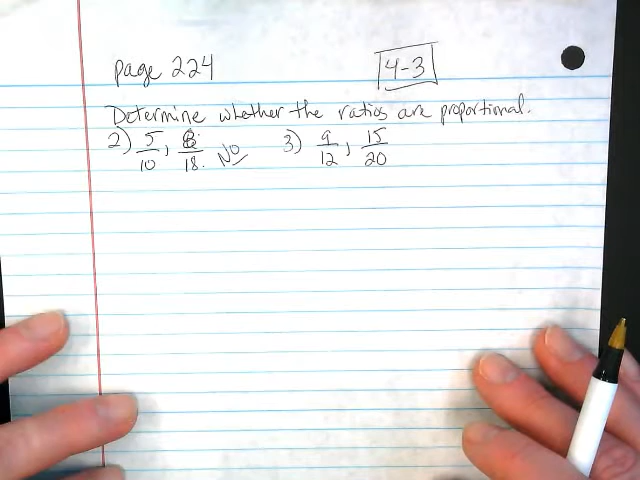 page 224 4-3
Determine whether the ratios are proportional.
2) 5/10, 8/18. No 3) 9/12, 15/20